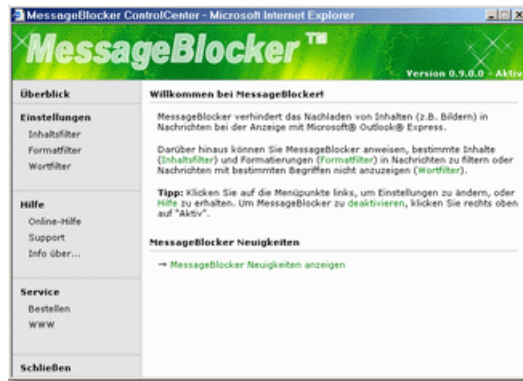 MessageBlocker ControlCenter - Microsoft Internet Explorer
MessageBlocker ™
Version 0.9.0.0 - Aktiv
Überblick
Einstellungen
Inhaltsfilter
Formatfilter
Wortfilter
Hilfe
Online-Hilfe
Support
Info über...
Service
Bestellen
WWW
Schließen
Willkommen bei MessageBlocker!
MessageBlocker verhindert das Nachladen von Inhalten (z.B. Bildern) in
Nachrichten bei der Anzeige mit Microsoft® Outlook® Express.
Darüber hinaus können Sie MessageBlocker anweisen, bestimmte Inhalte
(Inhaltsfilter) und Formatierungen (Formatfilter) in Nachrichten zu filtern oder
Nachrichten mit bestimmten Begriffen nicht anzuzeigen (Wortfilter).
Tipp: Klicken Sie auf die Menüpunkte links, um Einstellungen zu ändern, oder
Hilfe zu erhalten. Um MessageBlocker zu deaktivieren, klicken Sie rechts oben
auf "Aktiv".
MessageBlocker Neuigkeiten
→ MessageBlocker Neuigkeiten anzeigen